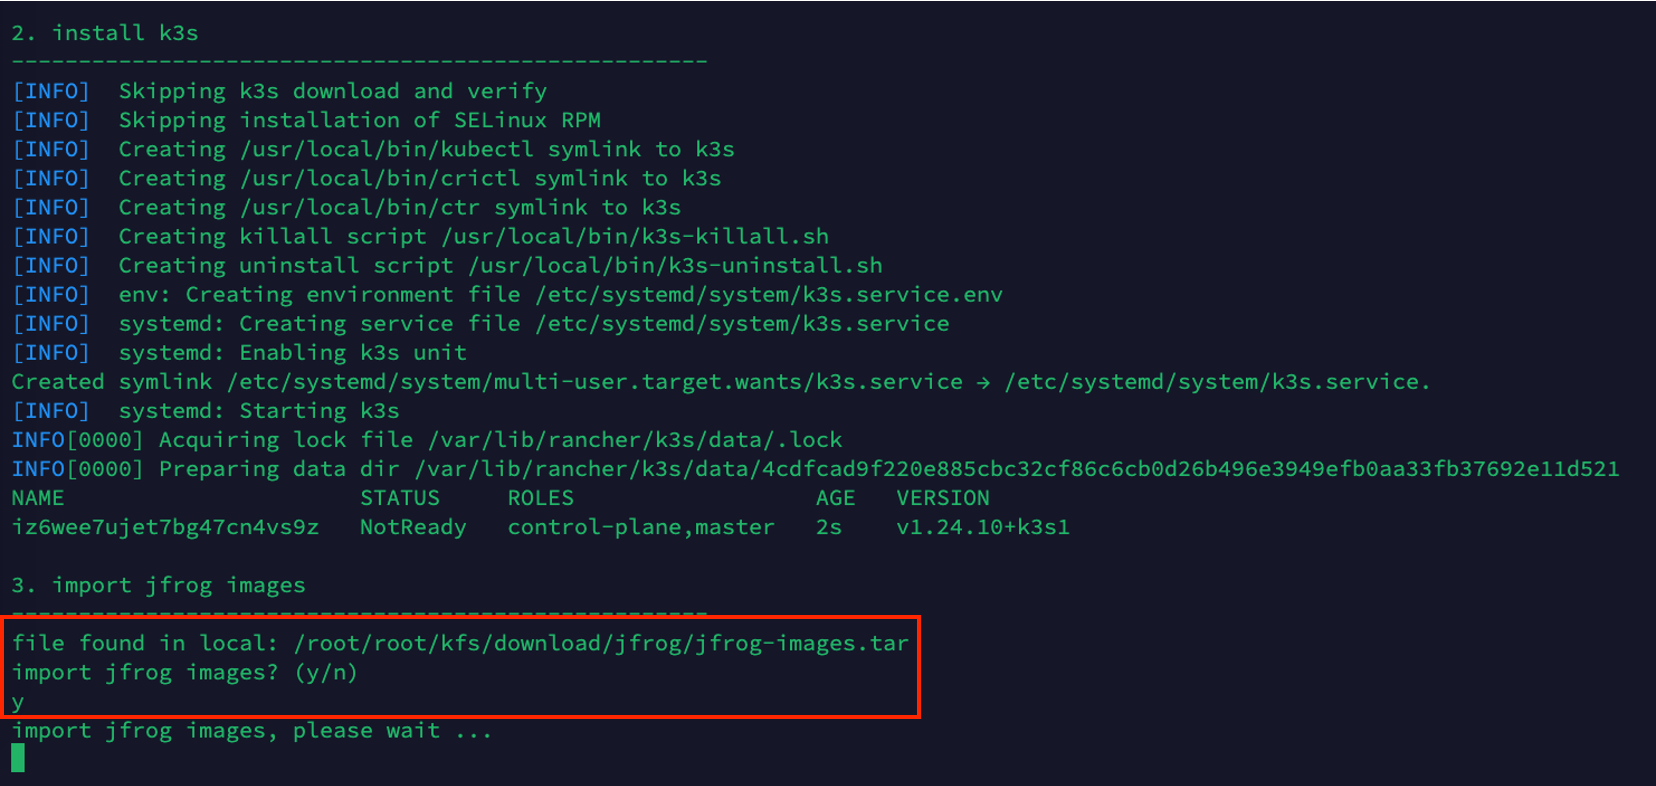 2. install k3s
----------------------------------------------------
[INFO]  Skipping k3s download and verify
[INFO]  Skipping installation of SELinux RPM
[INFO]  Creating /usr/local/bin/kubectl symlink to k3s
[INFO]  Creating /usr/local/bin/crictl symlink to k3s
[INFO]  Creating /usr/local/bin/ctr symlink to k3s
[INFO]  Creating killall script /usr/local/bin/k3s-killall.sh
[INFO]  Creating uninstall script /usr/local/bin/k3s-uninstall.sh
[INFO]  env: Creating environment file /etc/systemd/system/k3s.service.env
[INFO]  systemd: Creating service file /etc/systemd/system/k3s.service
[INFO]  systemd: Enabling k3s unit
Created symlink /etc/systemd/system/multi-user.target.wants/k3s.service → /etc/systemd/system/k3s.service.
[INFO]  systemd: Starting k3s
INFO[0000] Acquiring lock file /var/lib/rancher/k3s/data/.lock
INFO[0000] Preparing data dir /var/lib/rancher/k3s/data/4cdfcad9f220e885cbc32cf86c6cb0d26b496e3949efb0aa33fb37692e11d521
NAME                      STATUS     ROLES                  AGE   VERSION
iz6wee7ujet7bg47cn4vs9z   NotReady   control-plane,master   2s    v1.24.10+k3s1
3. import jfrog images
----------------------------------------------------
file found in local: /root/root/kfs/download/jfrog/jfrog-images.tar
import jfrog images? (y/n)
y
import jfrog images, please wait ...